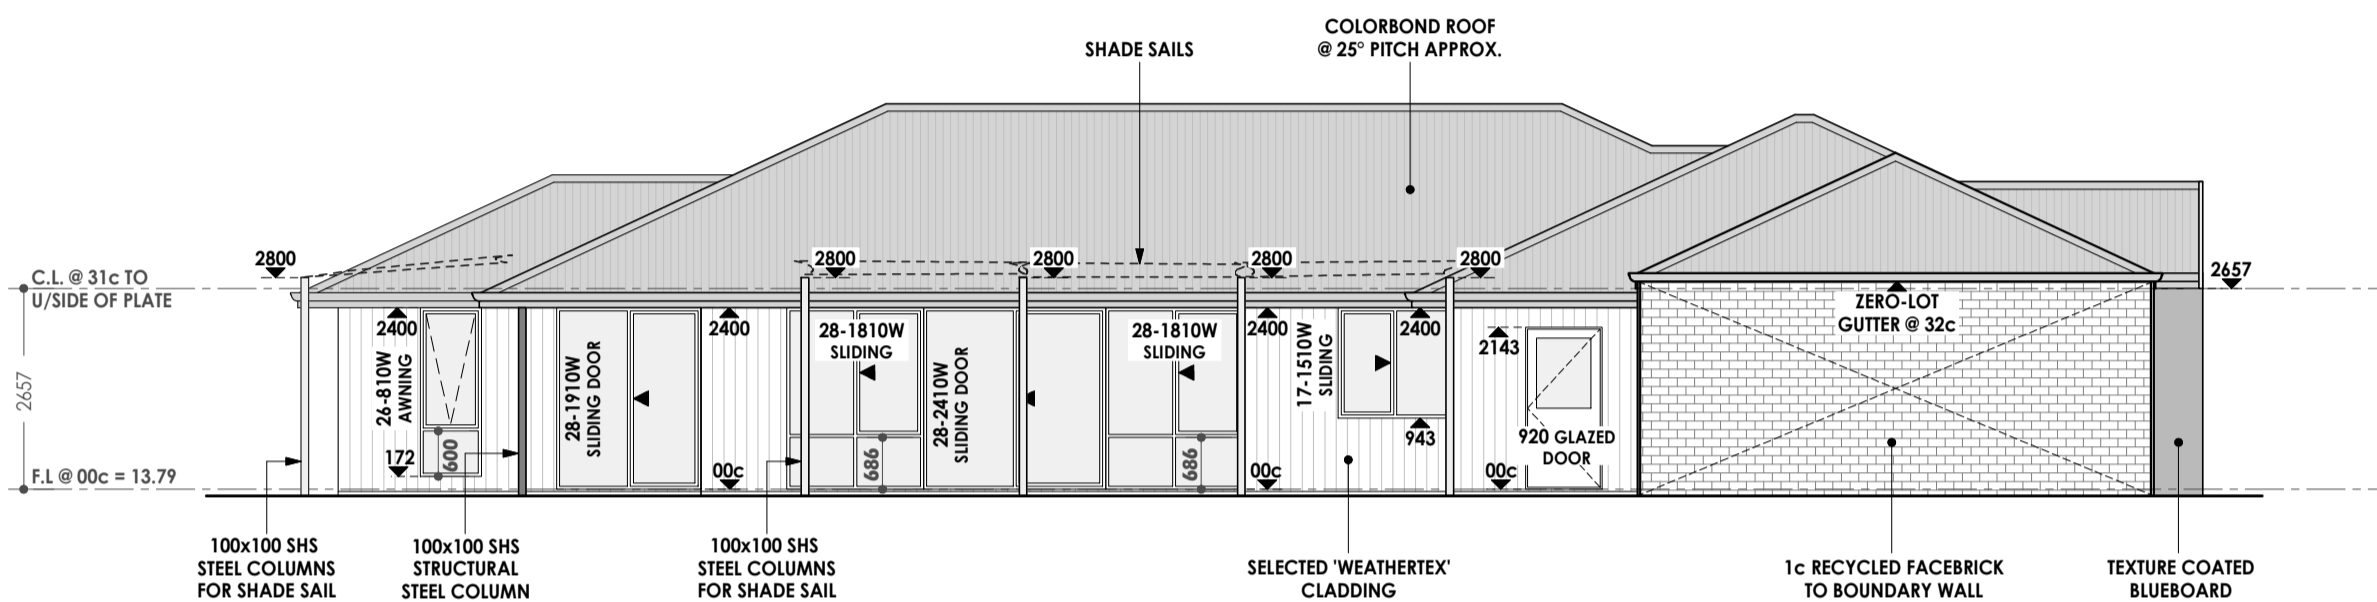 COLORBOND ROOF
@ 25° PITCH APPROX.
SHADE SAILS
2800
2800
2800
2800
2800
2657
C.L. @ 31c TO
U/SIDE OF PLATE
2657
F.L @ 00c = 13.79
2400
26-810W
AWNING
172
600
28-1910W
SLIDING DOOR
2400
00c
28-1810W
SLIDING
686
28-2410W
SLIDING DOOR
28-1810W
SLIDING
686
2400
00c
17-1510W
SLIDING
2400
943
2143
00c
920 GLAZED
DOOR
ZERO-LOT
GUTTER @ 32c
100x100 SHS
STEEL COLUMNS
FOR SHADE SAIL
100x100 SHS
STRUCTURAL
STEEL COLUMN
100x100 SHS
STEEL COLUMNS
FOR SHADE SAIL
SELECTED 'WEATHERTEX'
CLADDING
1c RECYCLED FACEBRICK
TO BOUNDARY WALL
TEXTURE COATED
BLUEBOARD